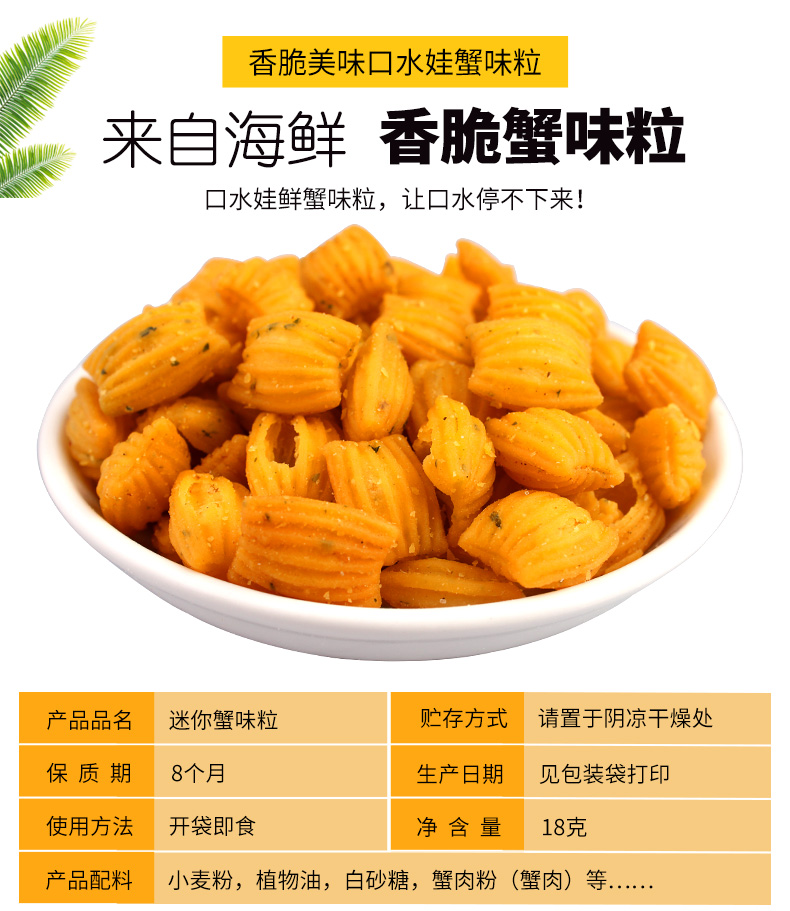 香脆美味口水娃蟹味粒
来自海鲜 香脆蟹味粒
口水娃鲜蟹味粒，让口水停不下来！
产品品名 迷你蟹味粒 贮存方式 请置于阴凉干燥处
保质期 8个月 生产日期 见包装袋打印
使用方法 开袋即食 净含量 18克
产品配料 小麦粉，植物油，白砂糖，蟹肉粉（蟹肉）等……